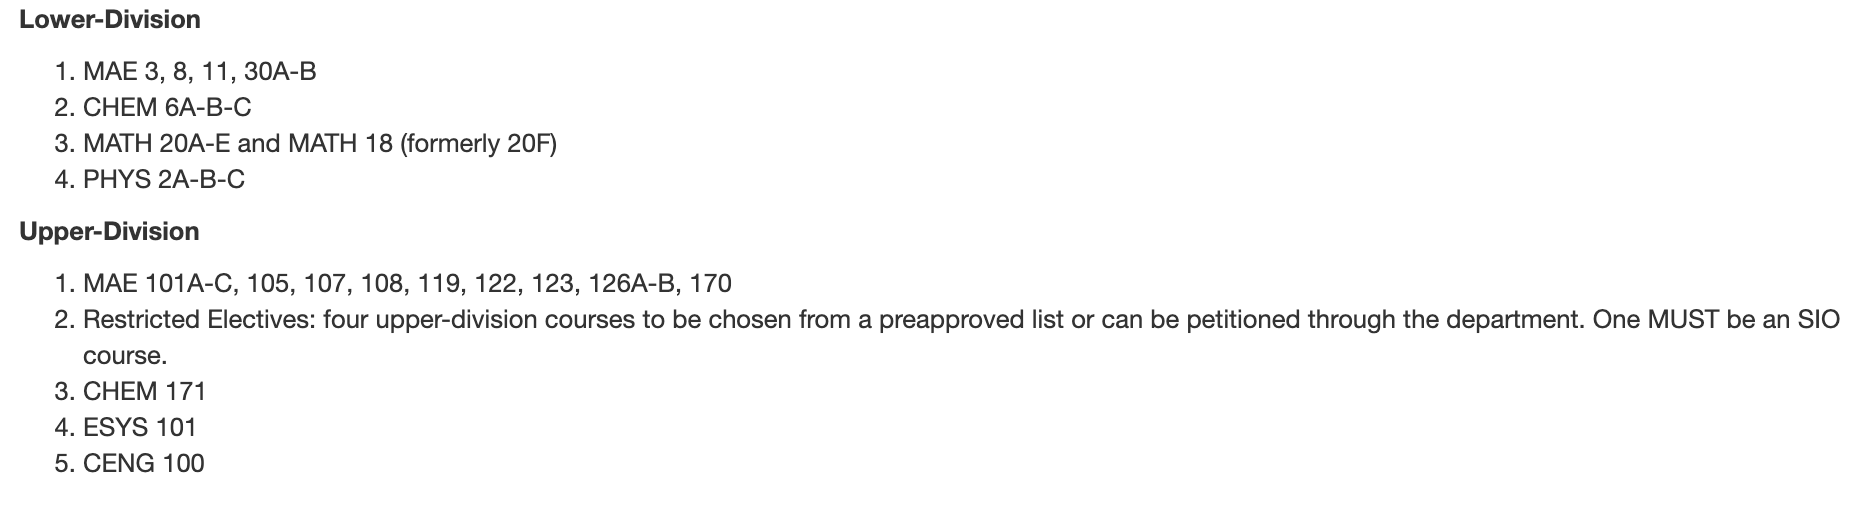 Lower-Division
1. MAE 3, 8, 11, 30A-B
2. CHEM 6A-B-C
3. MATH 20A-E and MATH 18 (formerly 20F)
4. PHYS 2A-B-C
Upper-Division
1. MAE 101A-C, 105, 107, 108, 119, 122, 123, 126A-B, 170
2. Restricted Electives: four upper-division courses to be chosen from a preapproved list or can be petitioned through the department. One MUST be an SIO
course.
3. CHEM 171
4. ESYS 101
5. CENG 100